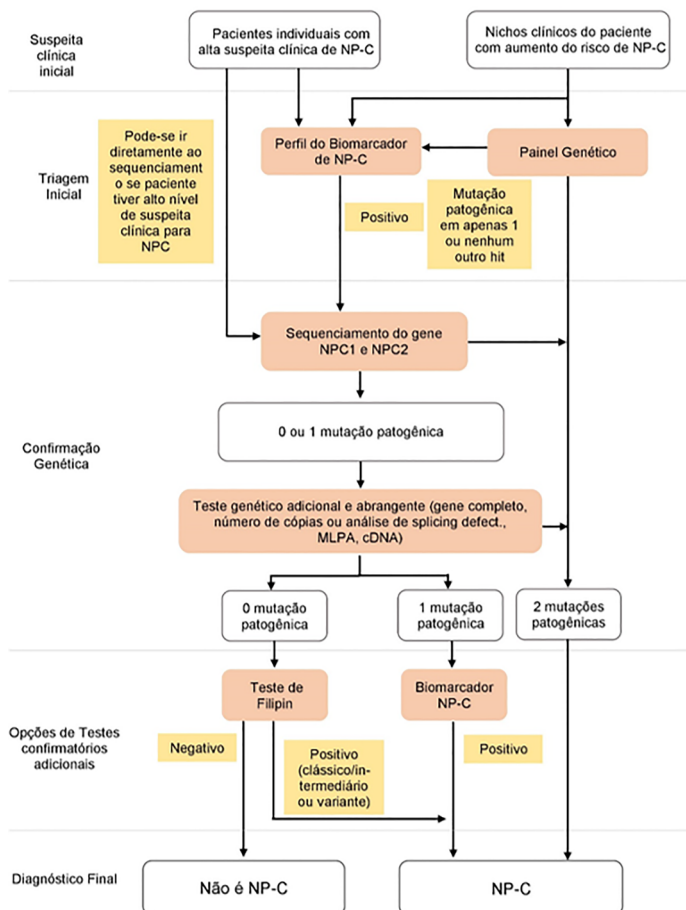 Suspeita
clínica
inicial
Pacientes individuais com
alta suspeita clínica de NP-C
Nichos clínicos do paciente
com aumento do risco de NP-C
Triagem
Inicial
Pode-se ir
diretamente ao
sequenciament
o se paciente
tiver alto nível
de suspeita
clínica para
NPC
Perfil do Biomarcador
de NP-C
Painel Genético
Positivo
Mutação
patogênica
em apenas 1
ou nenhum
outro hit
Confirmação
Genética
Sequenciamento do gene
NPC1 e NPC2
0 ou 1 mutação patogênica
Teste genético adicional e abrangente (gene completo,
número de cópias ou análise de splicing defect.,
MLPA, cDNA)
0 mutação
patogênica
1 mutação
patogênica
2 mutações
patogênicas
Opções de Testes
confirmatórios
adicionais
Teste de
Filipin
Biomarcador
NP-C
Negativo
Positivo
(clássico/in-
termediário
ou variante)
Positivo
Diagnóstico Final
Não é NP-C
NP-C